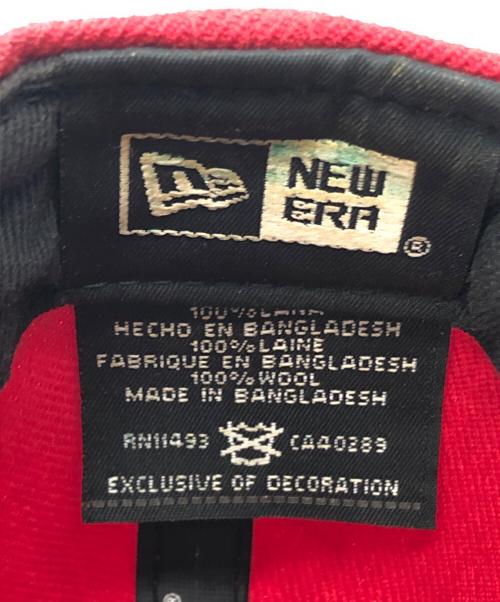 NEW
ERA
®
100% LANA
HECHO EN BANGLADESH
100% LAINE
FABRIQUE EN BANGLADESH
100% WOOL
MADE IN BANGLADESH
RN11493 CA40289
EXCLUSIVE OF DECORATION
®